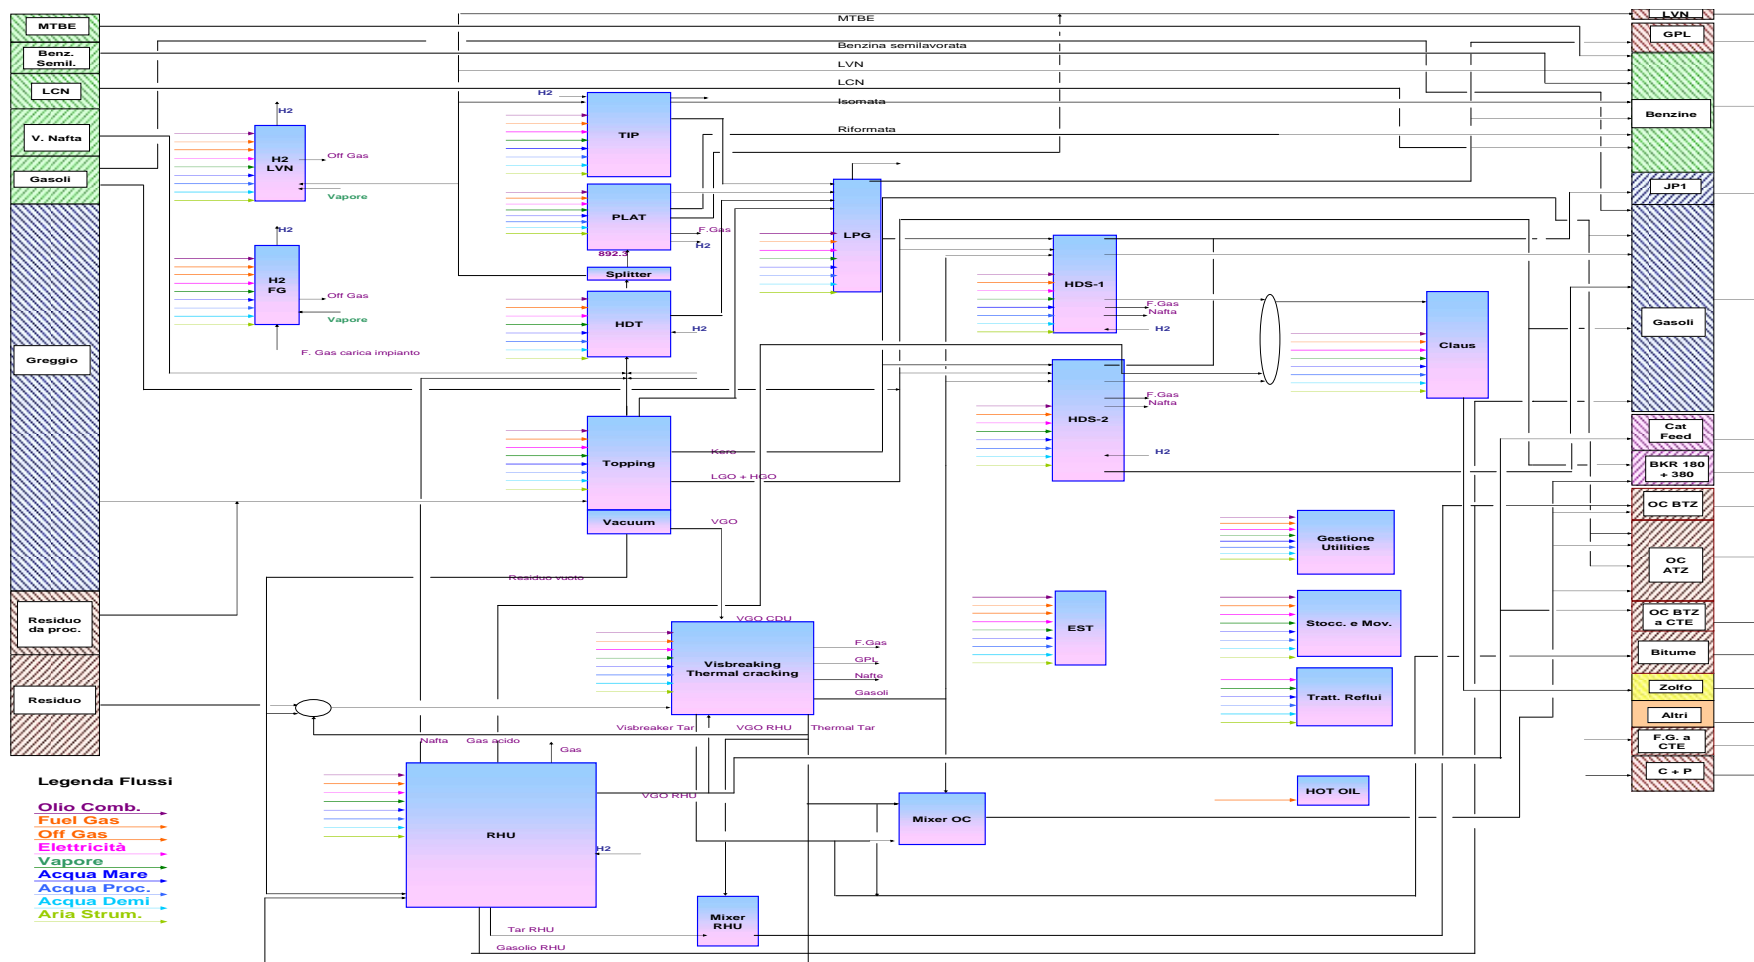 MTBE
Benz.
Semil.
LCN
V. Nafta
Gasoli
Greggio
Residuo
da proc.
Residuo
Legenda Flussi
Olio Comb.
Fuel Gas
Off Gas
Elettricità
Vapore
Acqua Mare
Acqua Proc.
Acqua Demi
Aria Strum.
H2
H2
LVN
Off Gas
Vapore
H2
H2
FG
Off Gas
Vapore
F. Gas carica impianto
MTBE
Benzina semilavorata
LVN
LCN
Isomata
Riformata
H2
TIP
PLAT
F.Gas
H2
892.3
Splitter
HDT
H2
LPG
Topping
Kero
LGO + HGO
Vacuum
VGO
Residuo vuoto
VGO CDU
Visbreaking
Thermal cracking
F.Gas
GPL
Nafte
Gasoli
Visbreaker Tar
VGO RHU
Thermal Tar
Nafta
Gas acido
Gas
RHU
VGO RHU
H2
Tar RHU
Gasolio RHU
Mixer
RHU
Mixer OC
HDS-1
F.Gas
Nafta
H2
HDS-2
F.Gas
Nafta
H2
Claus
Gestione
Utilities
EST
Stocc. e Mov.
Tratt. Reflui
HOT OIL
LVN
GPL
Benzine
JP1
Gasoli
Cat
Feed
BKR 180
+ 380
OC BTZ
OC
ATZ
OC BTZ
a CTE
Bitume
Zolfo
Altri
F.G. a
CTE
C + P